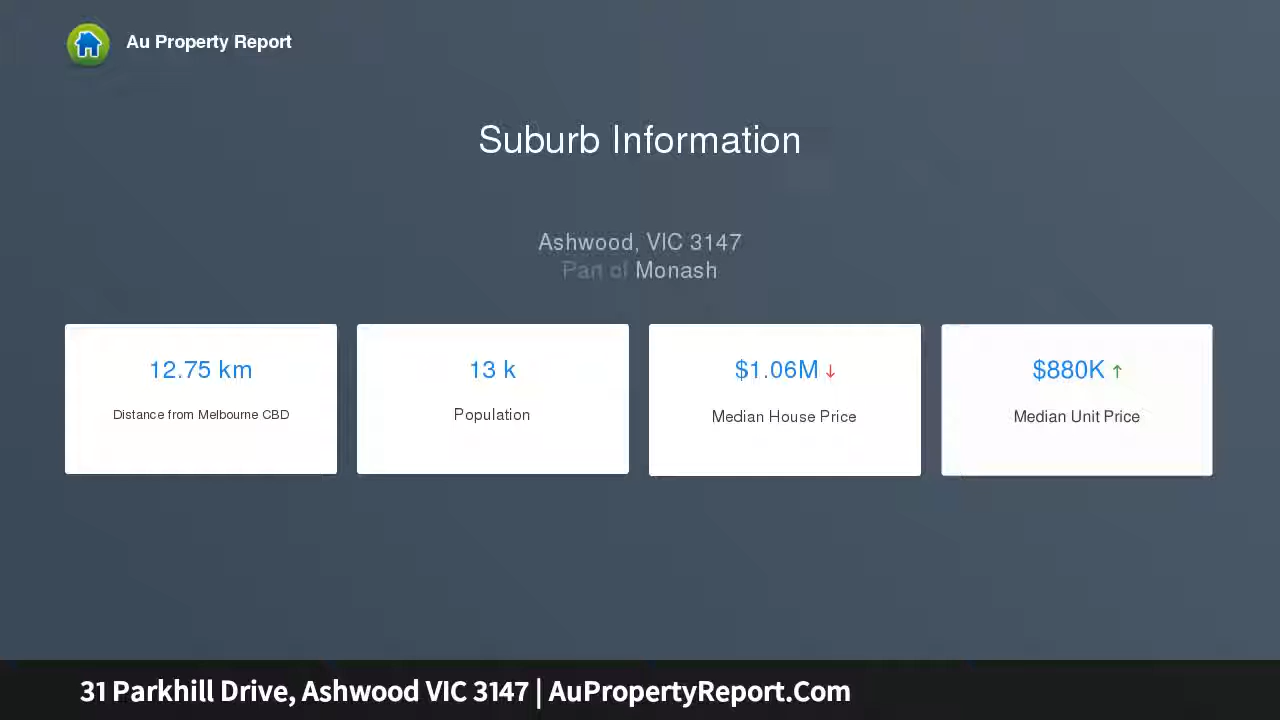 Au Property Report
Suburb Information
Ashwood, VIC 3147
Part of Monash
12.75 km
Distance from Melbourne CBD
13 k
Population
$1.06M ↓
Median House Price
$880K ↑
Median Unit Price
31 Parkhill Drive, Ashwood VIC 3147 | AuPropertyReport.Com